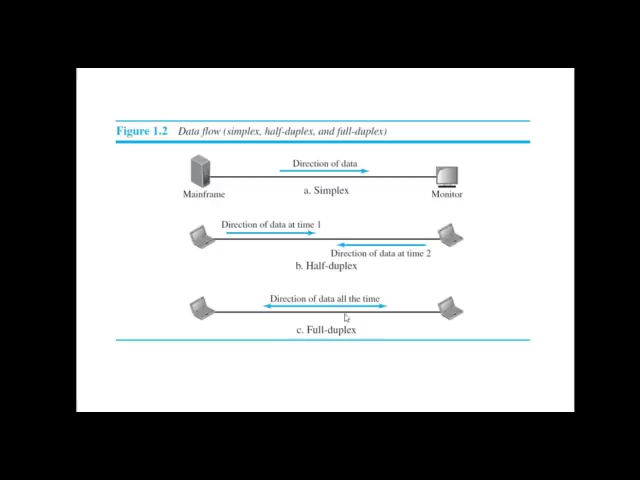 Figure 1.2 Data flow (simplex, half-duplex, and full-duplex)
Direction of data
Mainframe
a. Simplex
Monitor
Direction of data at time 1
Direction of data at time 2
b. Half-duplex
Direction of data all the time
c. Full-duplex